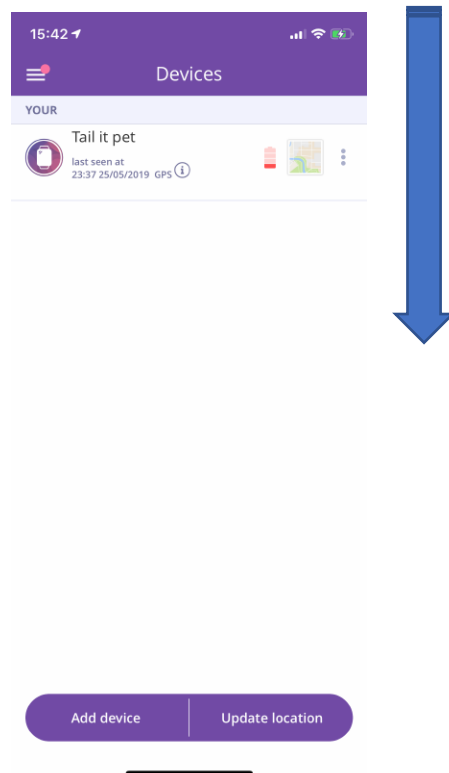 15:42
Devices
YOUR
Tail it pet
last seen at
23:37 25/05/2019 GPS i
Add device
Update location